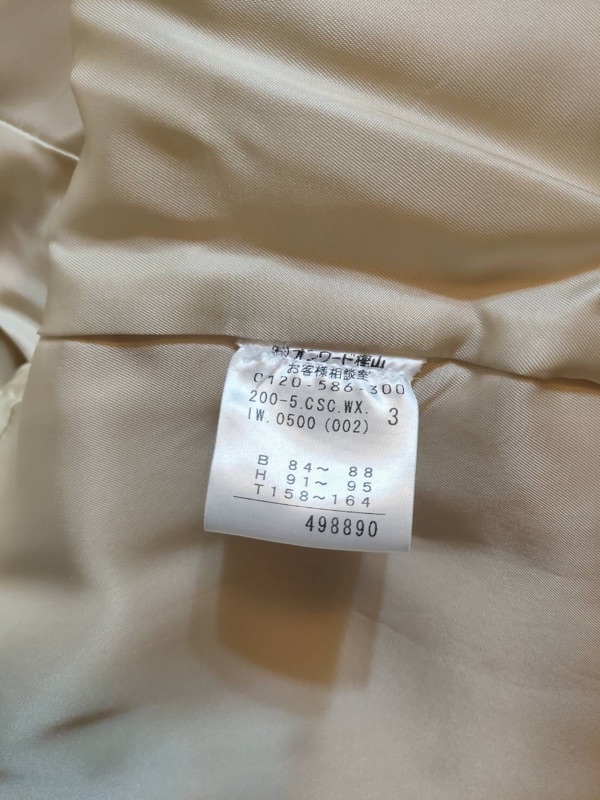 (株)オンワード樫山
お客様相談室
0120-586-300
200-5.CSC.WX. 3
IW.0500 (002)
B 84～ 88
H 91～ 95
T158～164
498890